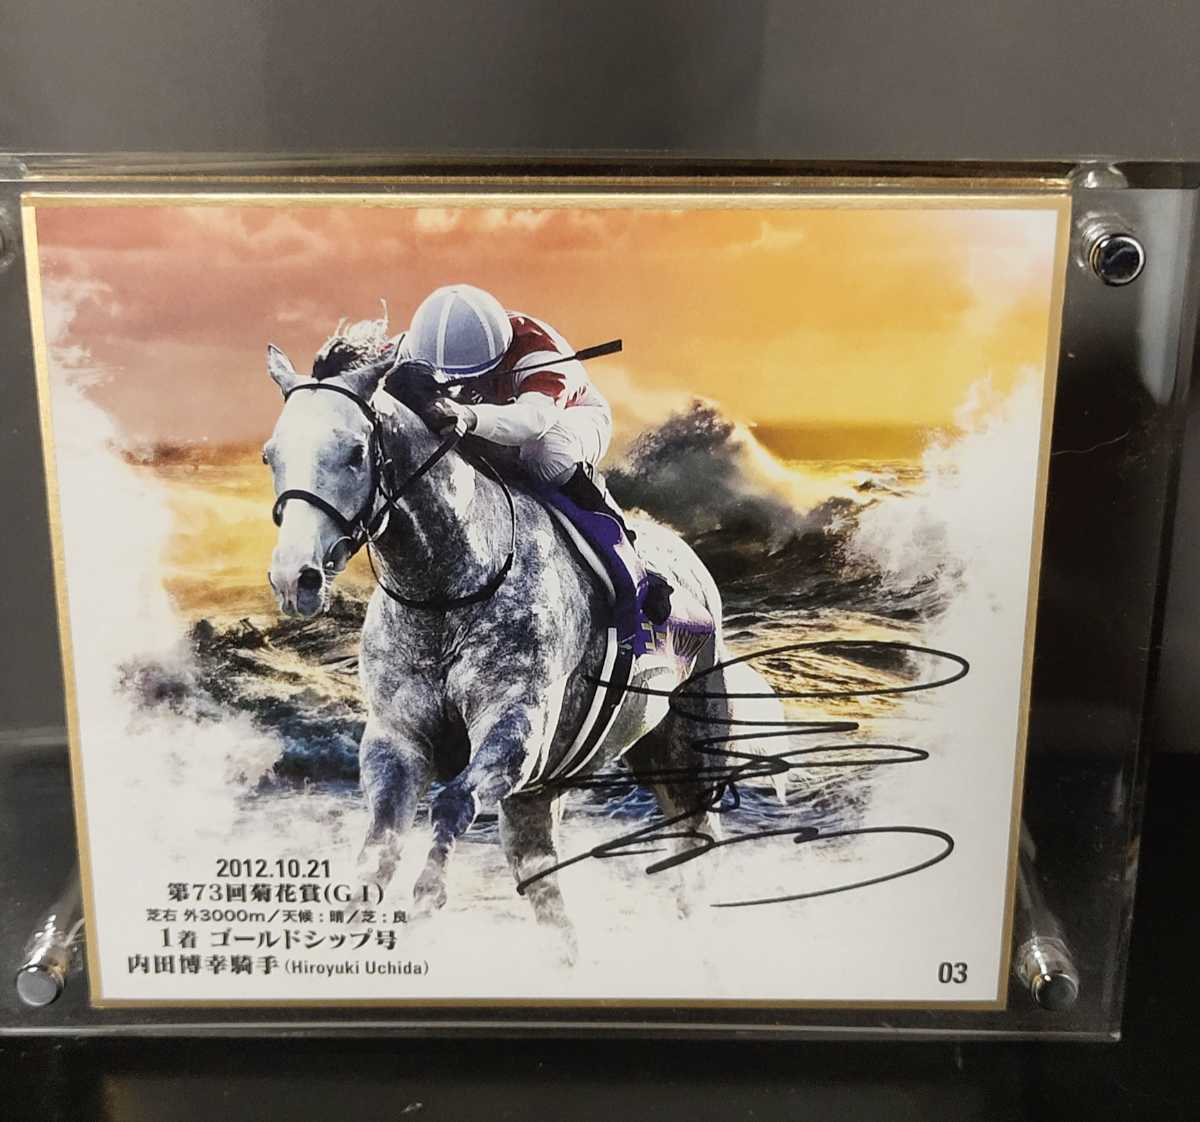 2012.10.21
第73回菊花賞(GⅠ)
芝右 外3000m/天候:晴/芝:良
1着 ゴールドシップ号
内田博幸騎手(Hiroyuki Uchida)
03